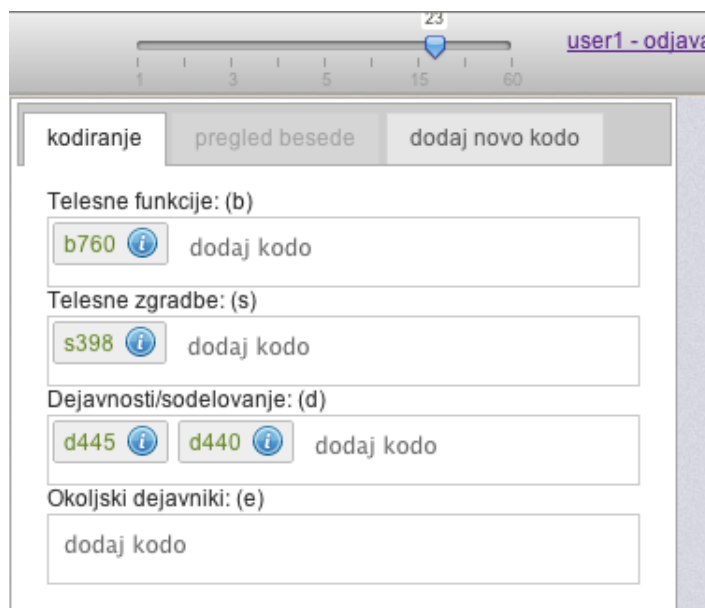 23
user1 - odjava
1 3 5 15 60
kodiranje pregled besede dodaj novo kodo
Telesne funkcije: (b)
b760 i dodaj kodo
Telesne zgradbe: (s)
s398 i dodaj kodo
Dejavnosti/sodelovanje: (d)
d445 i d440 i dodaj kodo
Okoljski dejavniki: (e)
dodaj kodo